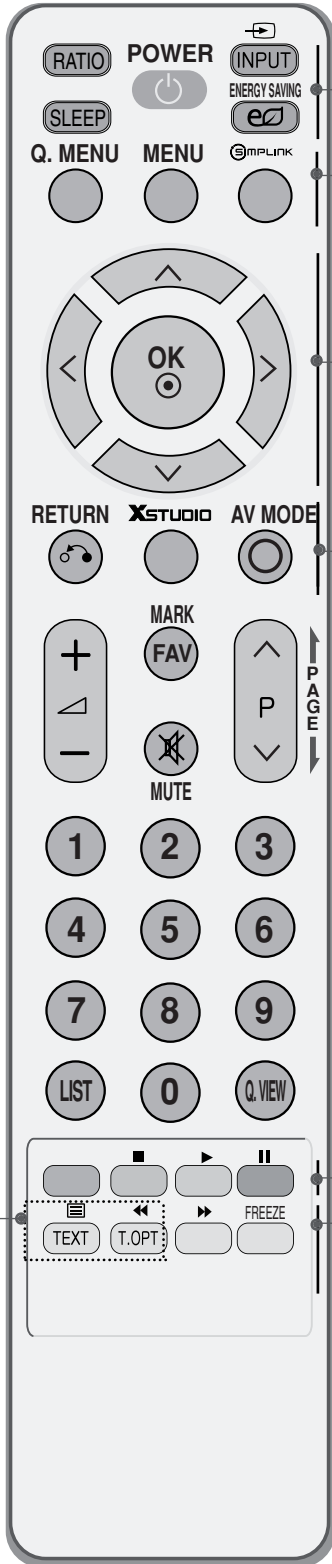 RATIO POWER INPUT
ENERGY SAVING
SLEEP
Q. MENU MENU SIMPLINK
OK
RETURN XSTUDIO AV MODE
MARK
FAV
P
PAGE
MUTE
1 2 3
4 5 6
7 8 9
LIST 0 Q. VIEW
FREEZE
TEXT T.OPT